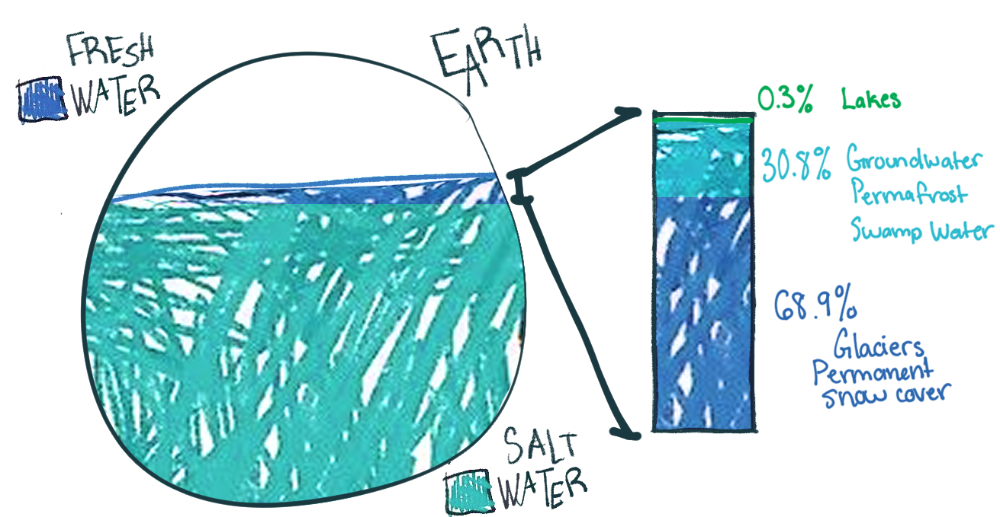 FRESH
WATER
EARTH
0.3% Lakes
30.8% Groundwater
Permafrost
Swamp Water
68.9%
Glaciers
Permanent
snow cover
SALT
WATER